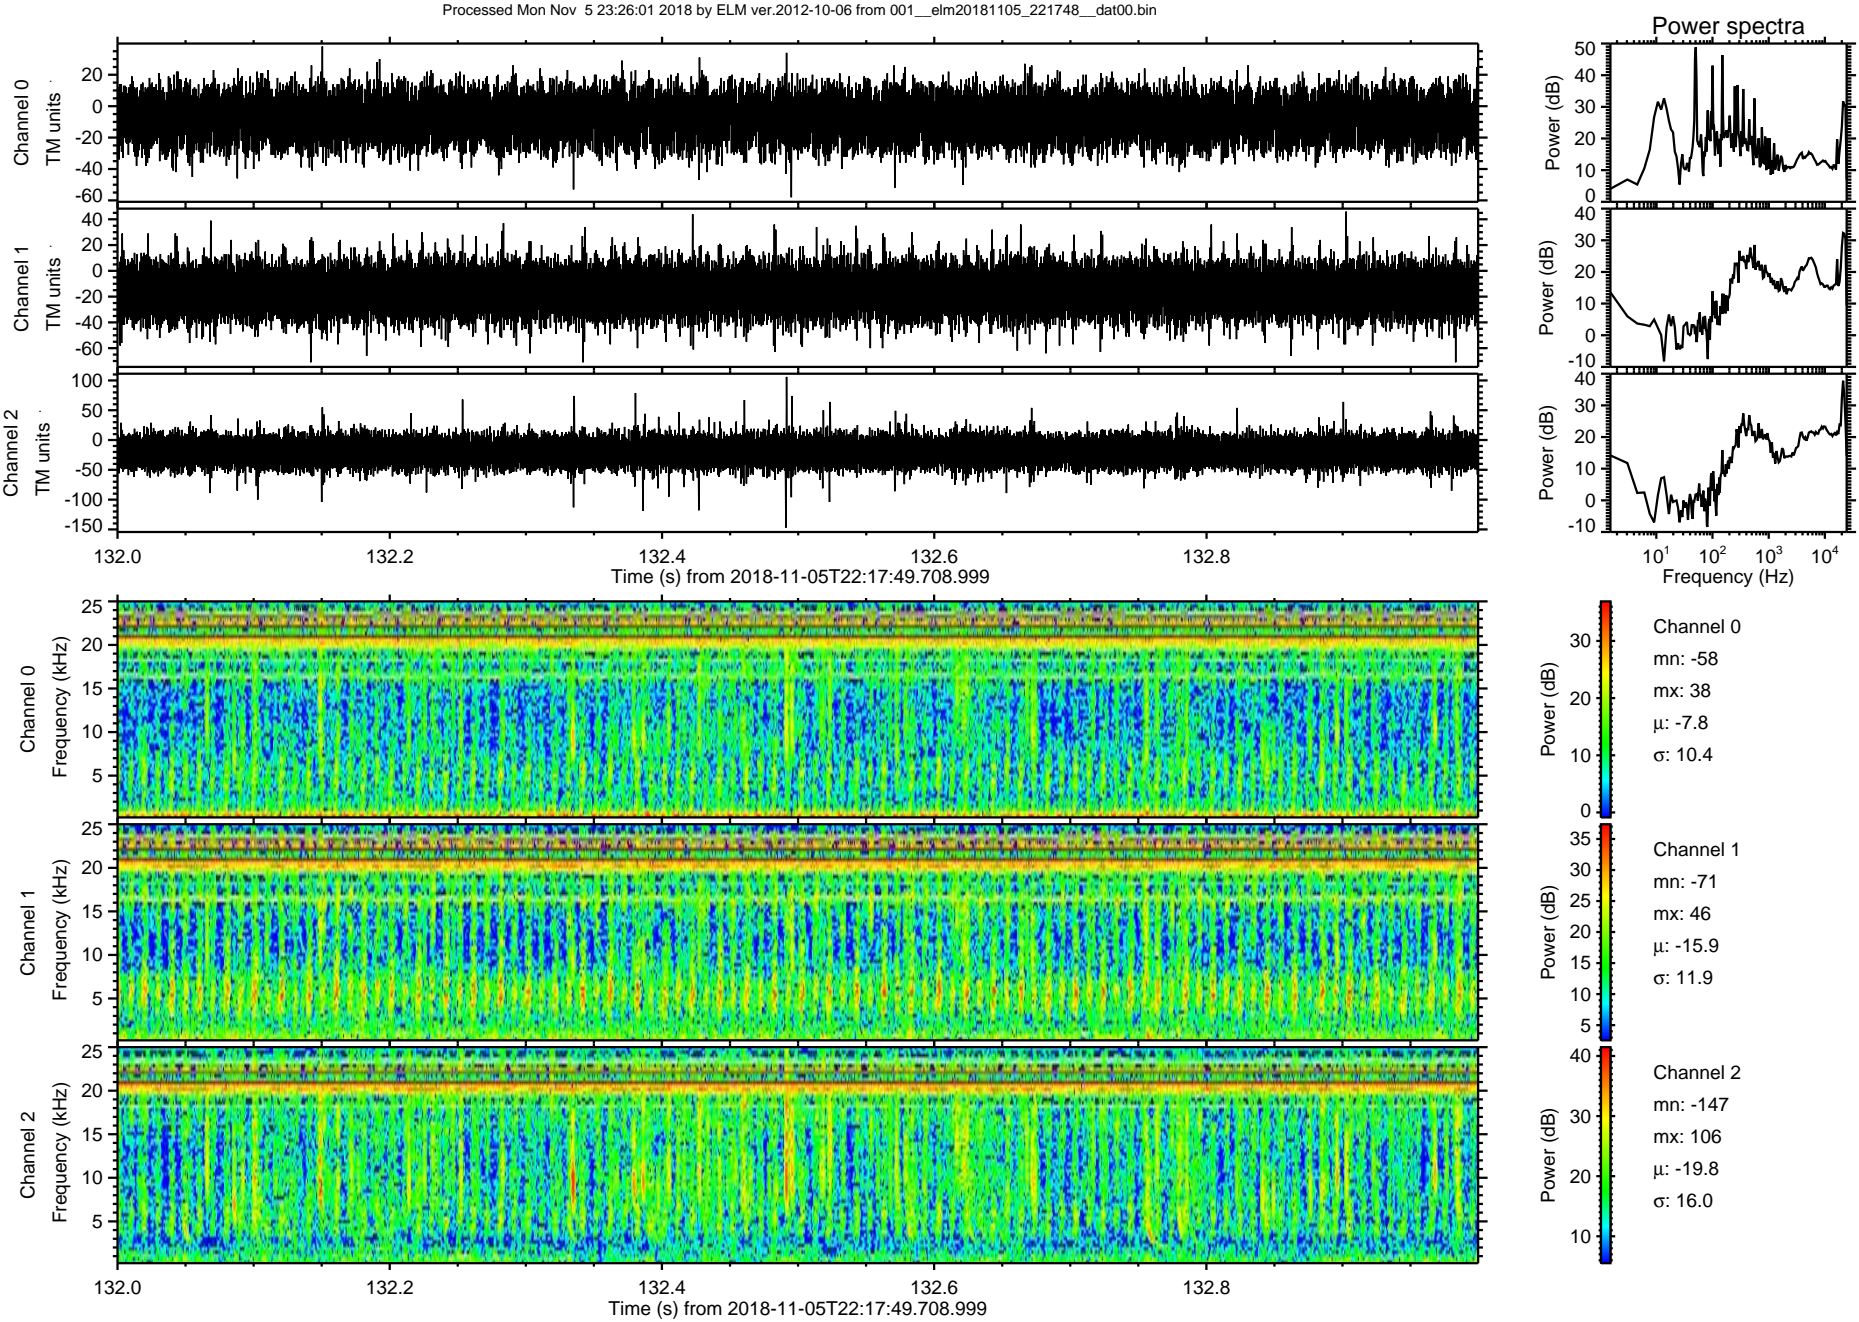 Processed Mon Nov  5 23:26:01 2018 by ELM ver.2012-10-06 from 001__elm20181105_221748__dat00.bin
Power spectra
Channel 0
TM units
20
0
-20
-40
-60
Power (dB)
50
40
30
20
10
0
Channel 1
TM units
40
20
0
-20
-40
-60
Power (dB)
40
30
20
10
0
-10
Channel 2
TM units
100
50
0
-50
-100
-150
Power (dB)
40
30
20
10
0
-10
132.0 132.2 132.4 132.6 132.8
Time (s) from 2018-11-05T22:17:49.708.999
10^1 10^2 10^3 10^4
Frequency (Hz)
Channel 0
Frequency (kHz)
25
20
15
10
5
Power (dB)
30
20
10
0
Channel 0
mn: -58
mx: 38
μ: -7.8
σ: 10.4
Channel 1
Frequency (kHz)
25
20
15
10
5
Power (dB)
35
30
25
20
15
10
5
Channel 1
mn: -71
mx: 46
μ: -15.9
σ: 11.9
Channel 2
Frequency (kHz)
25
20
15
10
5
Power (dB)
40
30
20
10
Channel 2
mn: -147
mx: 106
μ: -19.8
σ: 16.0
132.0 132.2 132.4 132.6 132.8
Time (s) from 2018-11-05T22:17:49.708.999